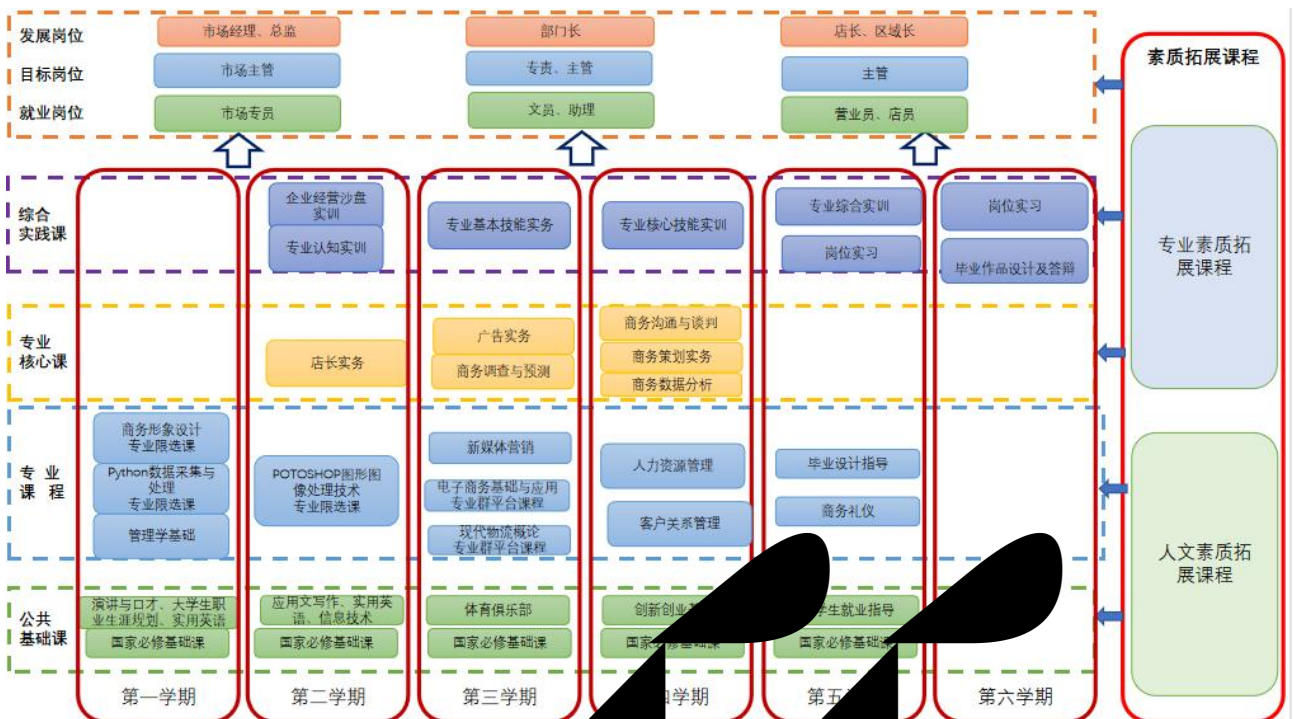 发展岗位
市场经理、总监
部门长
店长、区域长
目标岗位
市场主管
专责、主管
主管
就业岗位
市场专员
文员、助理
营业员、店员
素质拓展课程
专业素质拓
展课程
人文素质拓
展课程
综合
实践课
企业经营沙盘
实训
专业认知实训
专业基本技能实务
专业核心技能实训
专业综合实训
岗位实习
岗位实习
毕业作品设计及答辩
专业
核心课
店长实务
广告实务
商务调查与预测
商务沟通与谈判
商务策划实务
商务数据分析
专 业
课 程
商务形象设计
专业限选课
Python数据采集与
处理
专业限选课
管理学基础
POTOSHOP图形图
像处理技术
专业限选课
新媒体营销
电子商务基础与应用
专业群平台课程
现代物流概论
专业群平台课程
人力资源管理
客户关系管理
毕业设计指导
商务礼仪
公共
基础课
演讲与口才、大学生职
业生涯规划、实用英语
国家必修基础课
应用文写作、实用英
语、信息技术
国家必修基础课
体育俱乐部
国家必修基础课
创新创业
国家必修基础课
学生就业指导
国家必修基础课
第一学期
第二学期
第三学期
学期
第五
第六学期